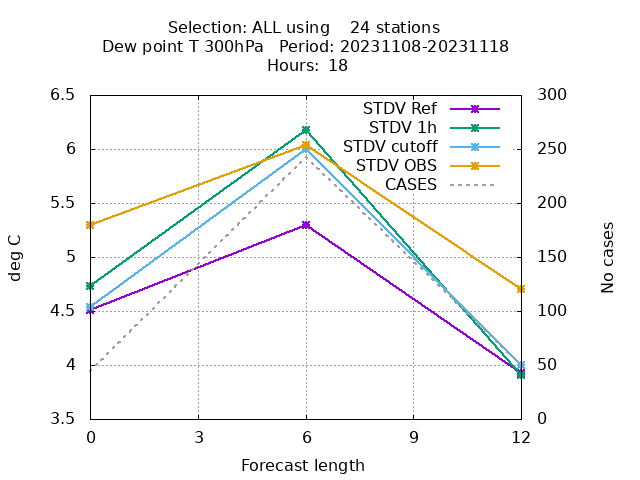 Selection: ALL using    24 stations
Dew point T 300hPa   Period: 20231108-20231118
Hours:  18
6.5
6
5.5
5
4.5
4
3.5
deg C
300
250
200
150
100
50
0
No cases
STDV Ref
STDV 1h
STDV cutoff
STDV OBS
CASES
0 3 6 9 12
Forecast length